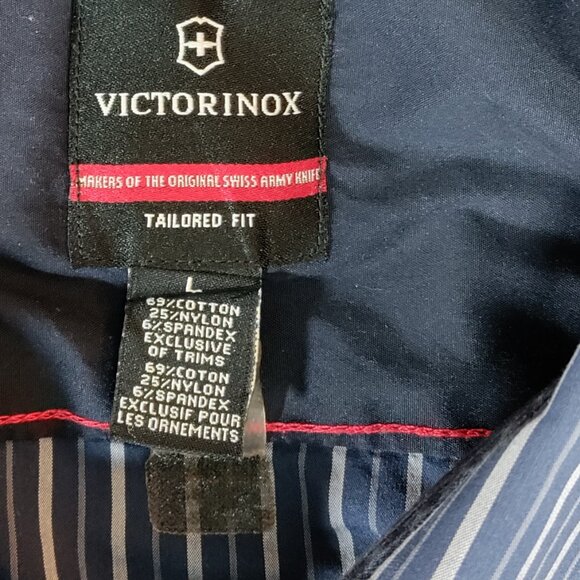 VICTORINOX
MAKERS OF THE ORIGINAL SWISS ARMY KNIFE
TAILORED FIT
L
69%COTTON
25%NYLON
6%SPANDEX
EXCLUSIVE
OF TRIMS
69%COTON
25%NYLON
6%SPANDEX
EXCLUSIF POUR
LES ORNEMENTS